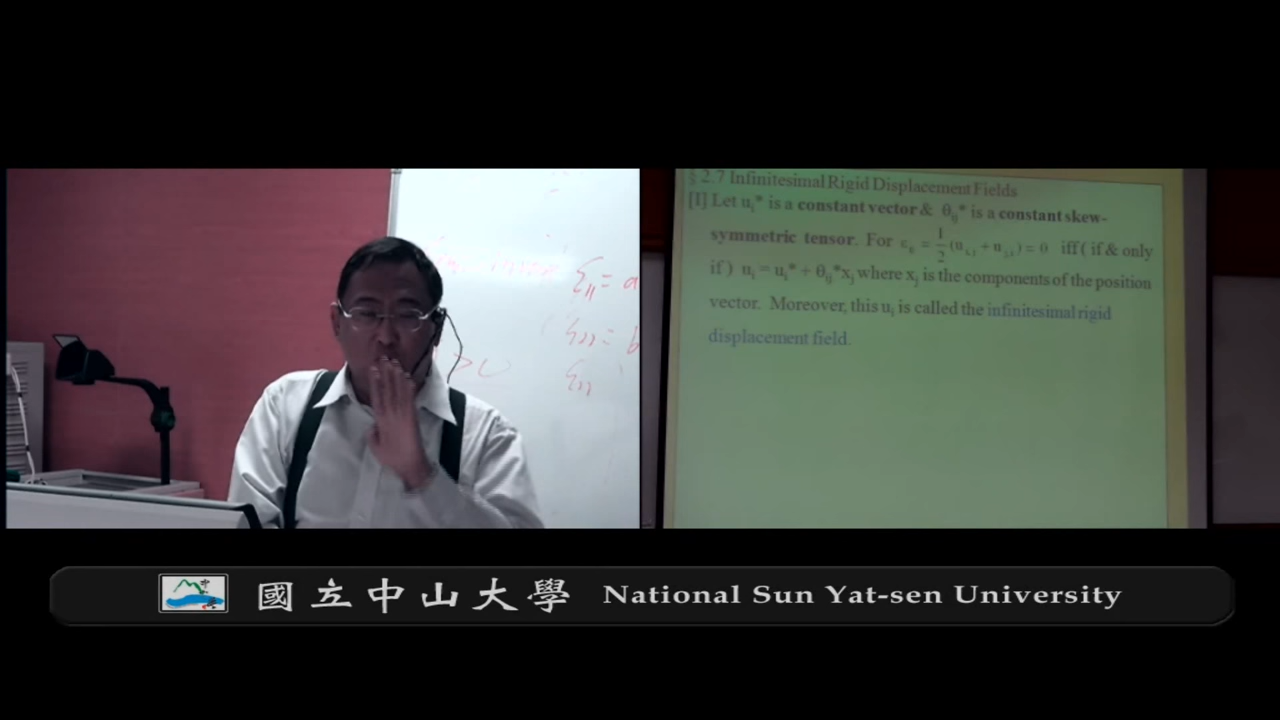 ε₁₁ = a
ε₂₂ = b
§ 2.7 Infinitesimal Rigid Displacement Fields
[I] Let uᵢ* is a constant vector & θᵢⱼ* is a constant skew-
symmetric tensor. For εᵢⱼ = 1/2 (uᵢ,ⱼ + uⱼ,ᵢ) = 0 iff ( if & only
if ) uᵢ = uᵢ* + θᵢⱼ*xⱼ where xⱼ is the components of the position
vector. Moreover, this uᵢ is called the infinitesimal rigid
displacement field.
國立中山大學 National Sun Yat-sen University